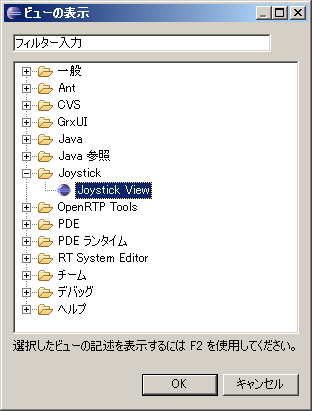 ビューの表示
フィルター入力
一般
Ant
CVS
GrxUI
Java
Java 参照
Joystick
Joystick View
OpenRTP Tools
PDE
PDE ランタイム
RT System Editor
チーム
デバッグ
ヘルプ
選択したビューの記述を表示するには F2 を使用してください。
OK
キャンセル